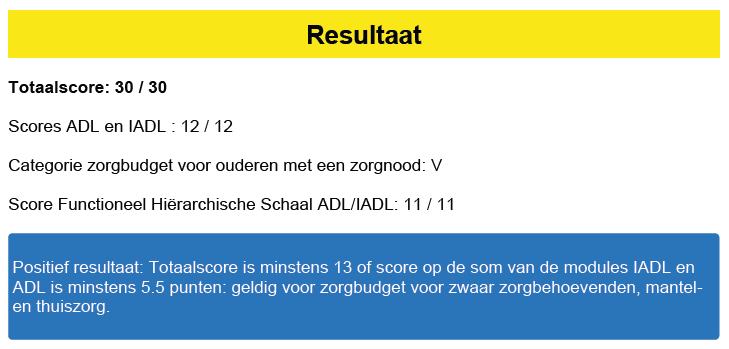 Resultaat
Totaalscore: 30 / 30
Scores ADL en IADL : 12 / 12
Categorie zorgbudget voor ouderen met een zorgnood: V
Score Functioneel Hiërarchische Schaal ADL/IADL: 11 / 11
Positief resultaat: Totaalscore is minstens 13 of score op de som van de modules IADL en
ADL is minstens 5.5 punten: geldig voor zorgbudget voor zwaar zorgbehoevenden, mantel-
en thuiszorg.